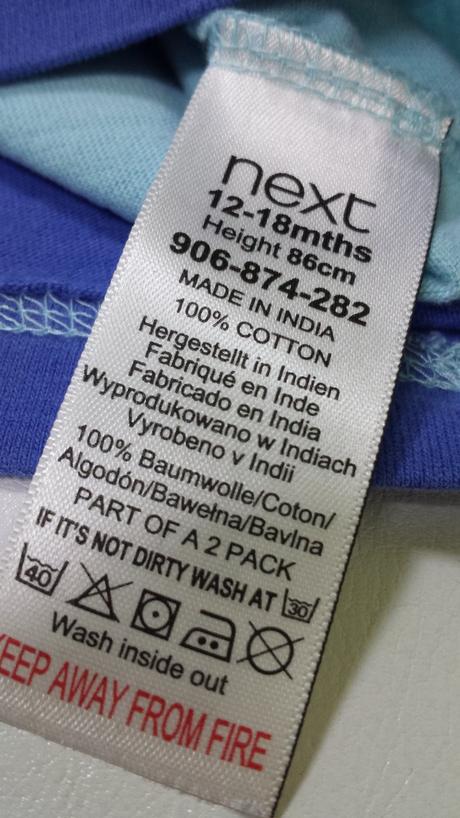 next
12-18mths
Height 86cm
906-874-282
MADE IN INDIA
100% COTTON
Hergestellt in Indien
Fabriqué en Inde
Fabricado en India
Wyprodukowano w Indiach
Vyrobeno v Indii
100% Baumwolle/Coton/
Algodón/Bawełna/Bavlna
PART OF A 2 PACK
IF IT'S NOT DIRTY WASH AT 30°
40°
Wash inside out
KEEP AWAY FROM FIRE